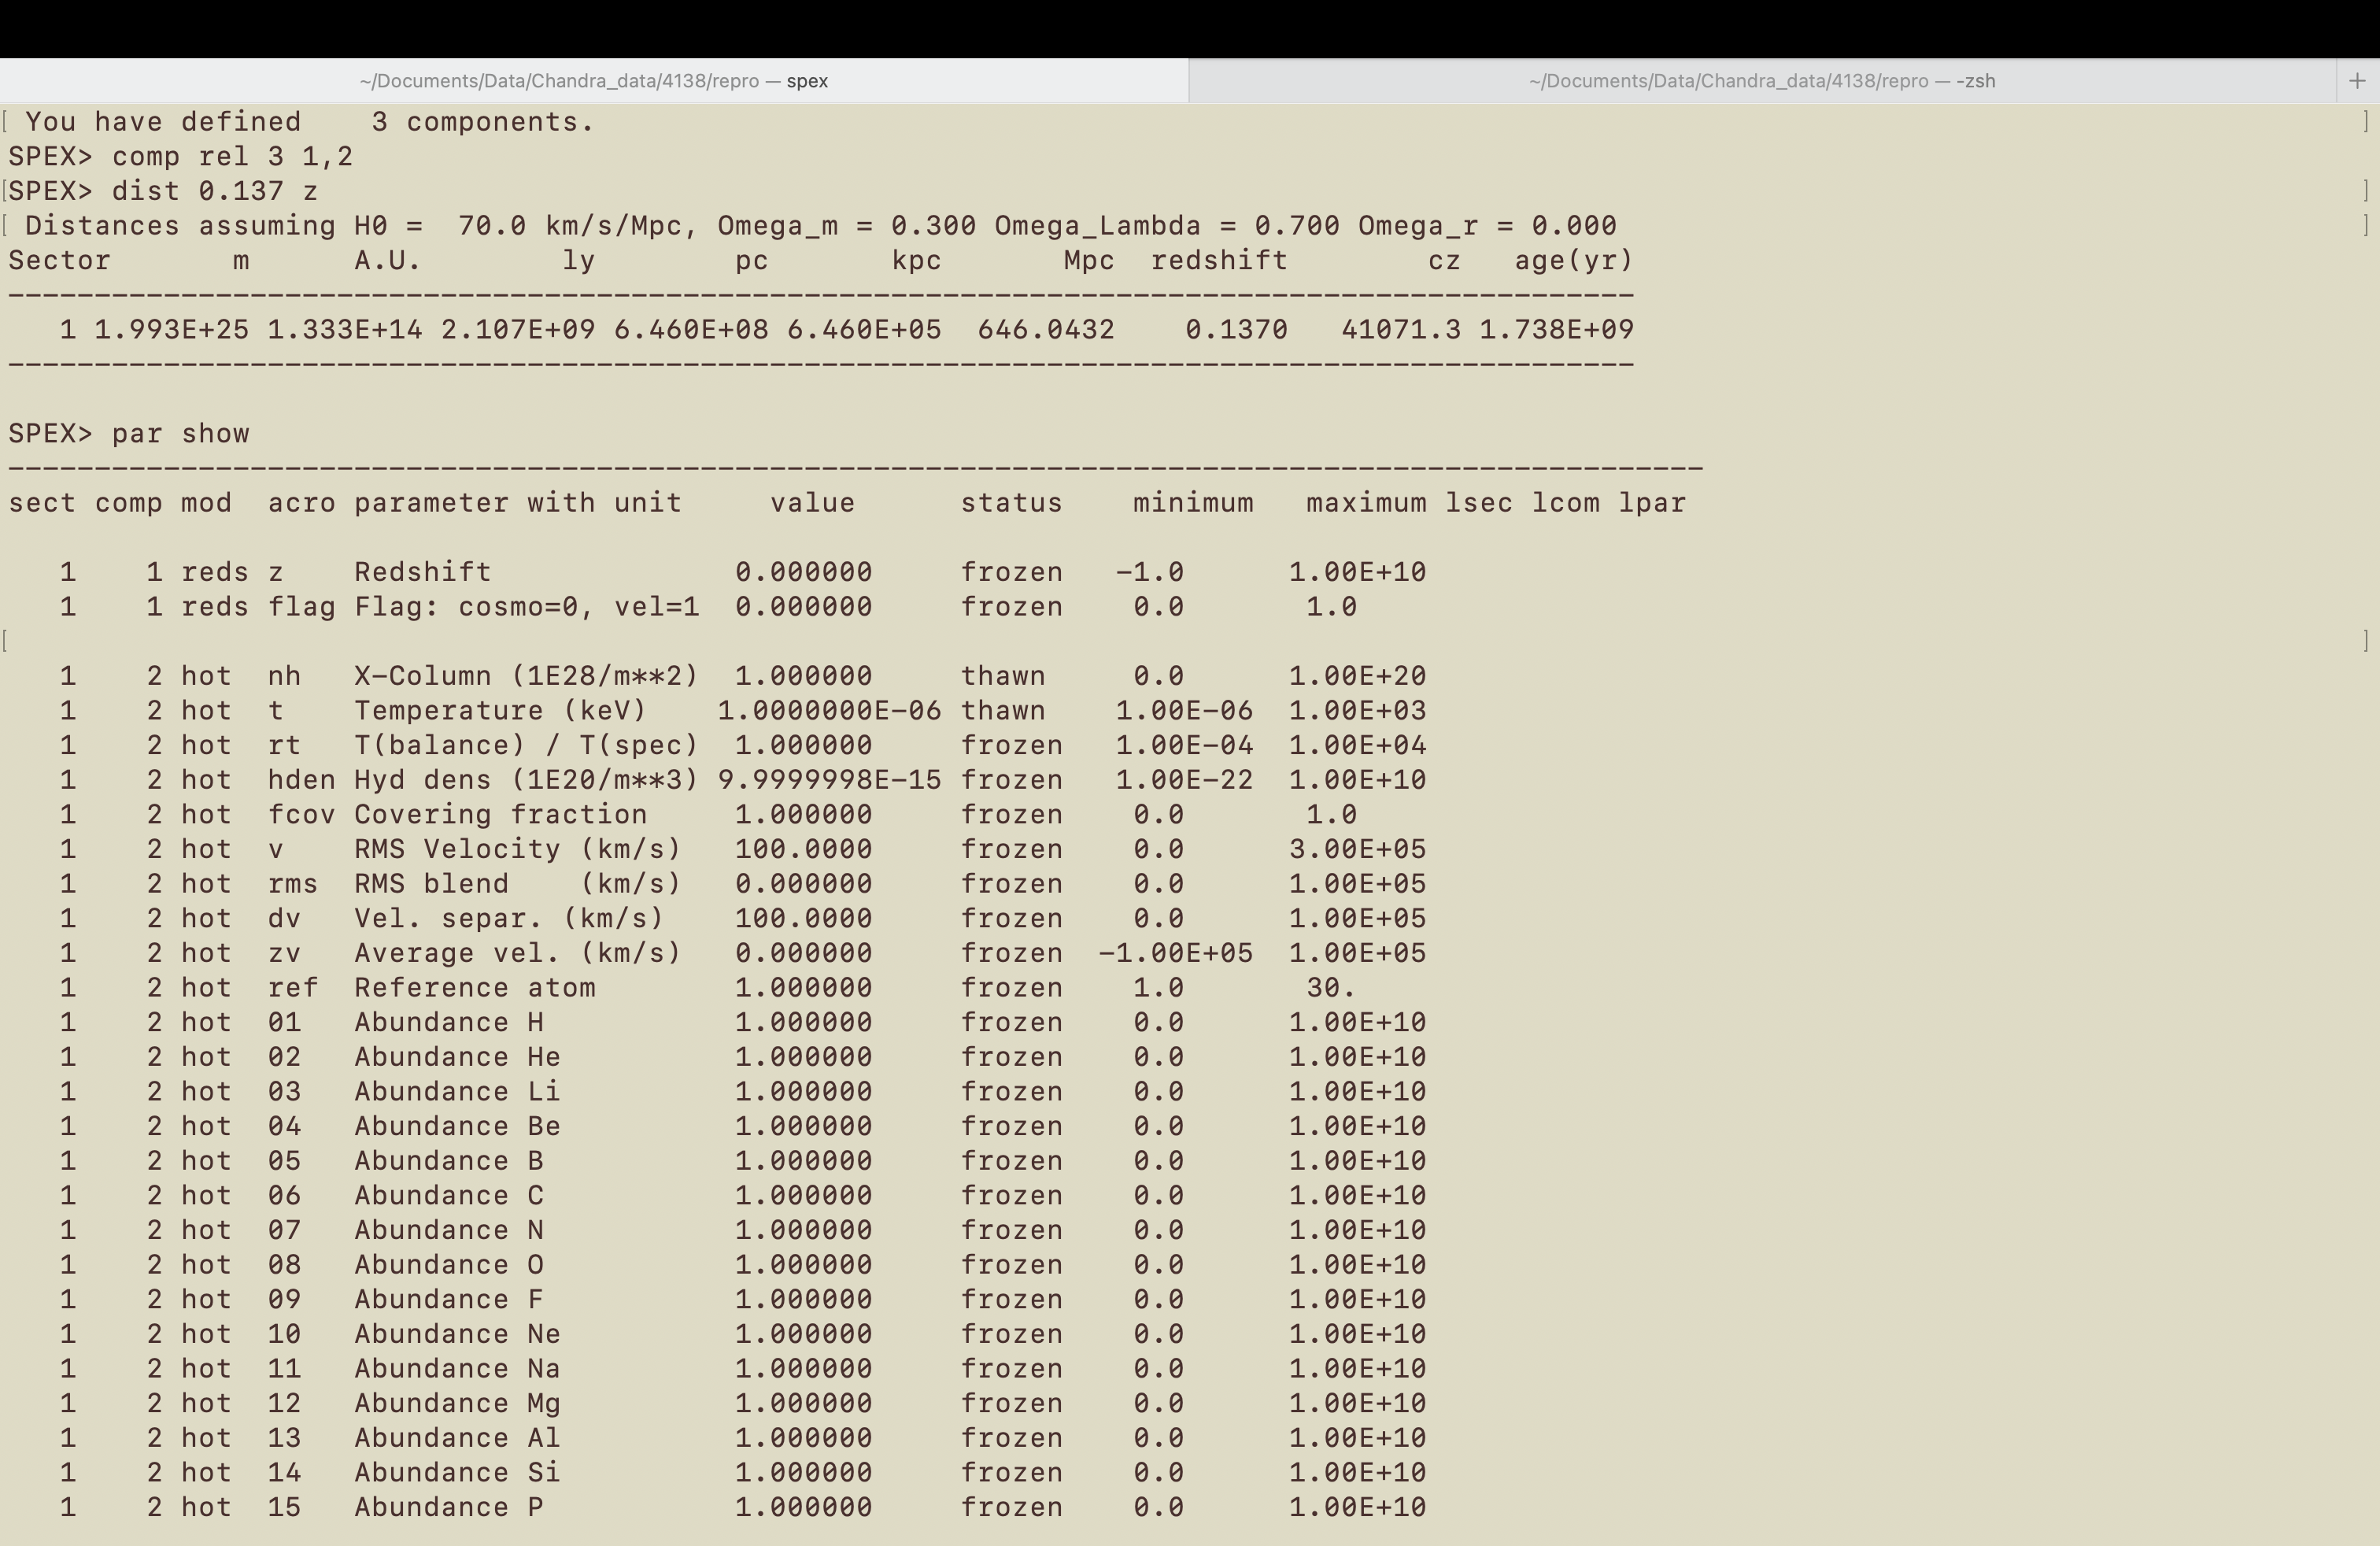 ~/Documents/Data/Chandra_data/4138/repro — spex ~/Documents/Data/Chandra_data/4138/repro — -zsh +
[ You have defined    3 components. ]
SPEX> comp rel 3 1,2
[SPEX> dist 0.137 z ]
[ Distances assuming H0 =  70.0 km/s/Mpc, Omega_m = 0.300 Omega_Lambda = 0.700 Omega_r = 0.000 ]
Sector       m      A.U.        ly        pc       kpc       Mpc  redshift        cz   age(yr)
----------------------------------------------------------------------------------------------
   1 1.993E+25 1.333E+14 2.107E+09 6.460E+08 6.460E+05  646.0432    0.1370   41071.3 1.738E+09
----------------------------------------------------------------------------------------------
SPEX> par show
--------------------------------------------------------------------------------------------------
sect comp mod  acro parameter with unit     value      status    minimum   maximum lsec lcom lpar
   1    1 reds z    Redshift              0.000000     frozen   -1.0      1.00E+10
   1    1 reds flag Flag: cosmo=0, vel=1  0.000000     frozen    0.0       1.0
[ ]
   1    2 hot  nh   X-Column (1E28/m**2)  1.000000     thawn     0.0      1.00E+20
   1    2 hot  t    Temperature (keV)    1.0000000E-06 thawn    1.00E-06  1.00E+03
   1    2 hot  rt   T(balance) / T(spec)  1.000000     frozen   1.00E-04  1.00E+04
   1    2 hot  hden Hyd dens (1E20/m**3) 9.9999998E-15 frozen   1.00E-22  1.00E+10
   1    2 hot  fcov Covering fraction     1.000000     frozen    0.0       1.0
   1    2 hot  v    RMS Velocity (km/s)   100.0000     frozen    0.0      3.00E+05
   1    2 hot  rms  RMS blend    (km/s)   0.000000     frozen    0.0      1.00E+05
   1    2 hot  dv   Vel. separ. (km/s)    100.0000     frozen    0.0      1.00E+05
   1    2 hot  zv   Average vel. (km/s)   0.000000     frozen  -1.00E+05  1.00E+05
   1    2 hot  ref  Reference atom        1.000000     frozen    1.0       30.
   1    2 hot  01   Abundance H           1.000000     frozen    0.0      1.00E+10
   1    2 hot  02   Abundance He          1.000000     frozen    0.0      1.00E+10
   1    2 hot  03   Abundance Li          1.000000     frozen    0.0      1.00E+10
   1    2 hot  04   Abundance Be          1.000000     frozen    0.0      1.00E+10
   1    2 hot  05   Abundance B           1.000000     frozen    0.0      1.00E+10
   1    2 hot  06   Abundance C           1.000000     frozen    0.0      1.00E+10
   1    2 hot  07   Abundance N           1.000000     frozen    0.0      1.00E+10
   1    2 hot  08   Abundance O           1.000000     frozen    0.0      1.00E+10
   1    2 hot  09   Abundance F           1.000000     frozen    0.0      1.00E+10
   1    2 hot  10   Abundance Ne          1.000000     frozen    0.0      1.00E+10
   1    2 hot  11   Abundance Na          1.000000     frozen    0.0      1.00E+10
   1    2 hot  12   Abundance Mg          1.000000     frozen    0.0      1.00E+10
   1    2 hot  13   Abundance Al          1.000000     frozen    0.0      1.00E+10
   1    2 hot  14   Abundance Si          1.000000     frozen    0.0      1.00E+10
   1    2 hot  15   Abundance P           1.000000     frozen    0.0      1.00E+10